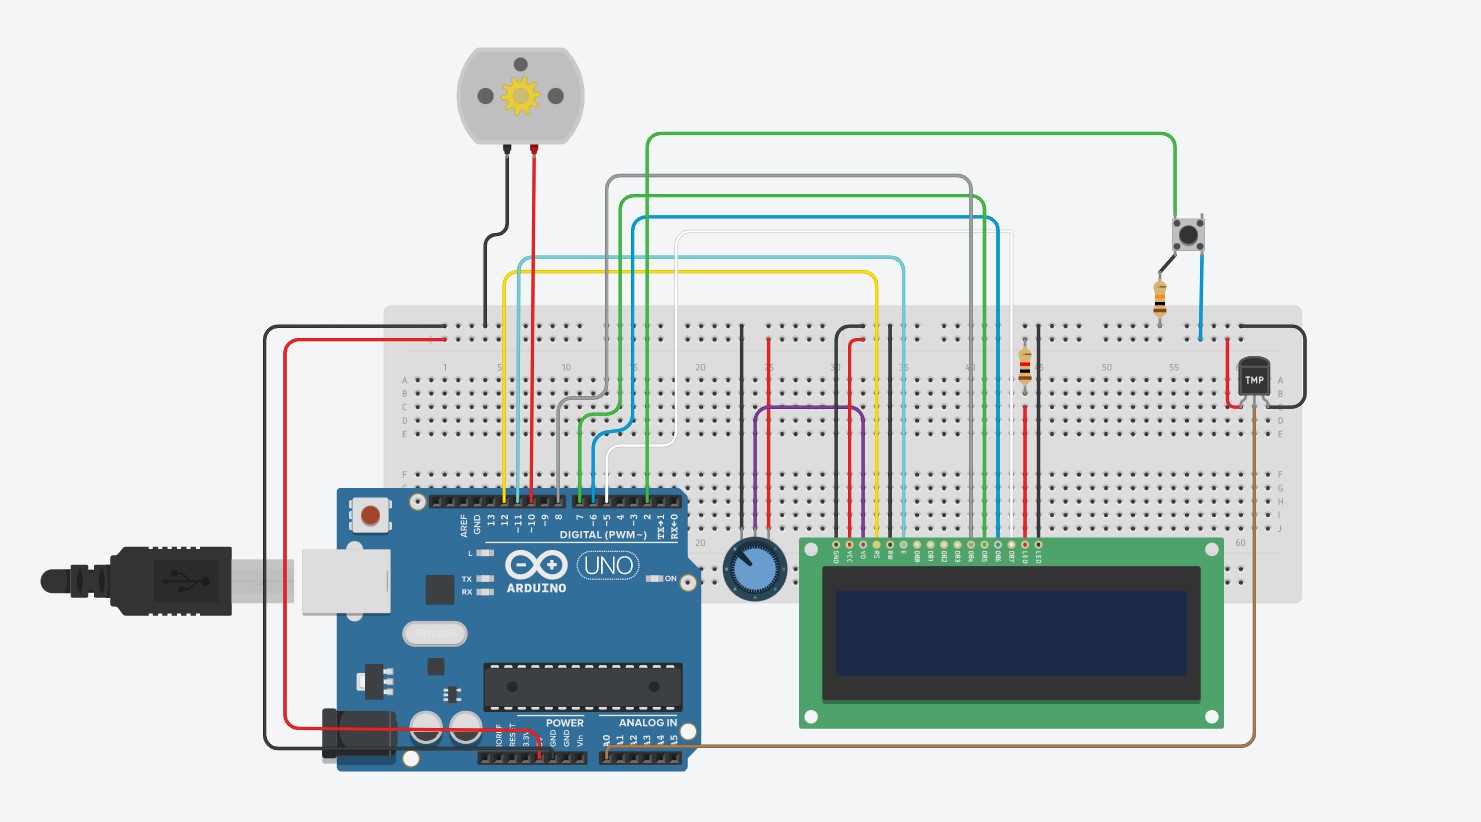 1 5 10 15 20 30 35 40 45 50 55
A A
B B
C C
D D
E E
F F
G G
H H
I
J
20 60
TMP
AREF GND 13 12 ~11 ~10 ~9 8 7 ~6 ~5 4 ~3 2 TX→1 RX←0
DIGITAL (PWM~)
L
TX
RX
ON
UNO
ARDUINO
GND VCC V0 RS RW E DB0 DB1 DB2 DB3 DB4 DB5 DB6 DB7 LED LED
POWER
ANALOG IN
IOREF RESET 3.3V 5V GND GND Vin A0 A1 A2 A3 A4 A5